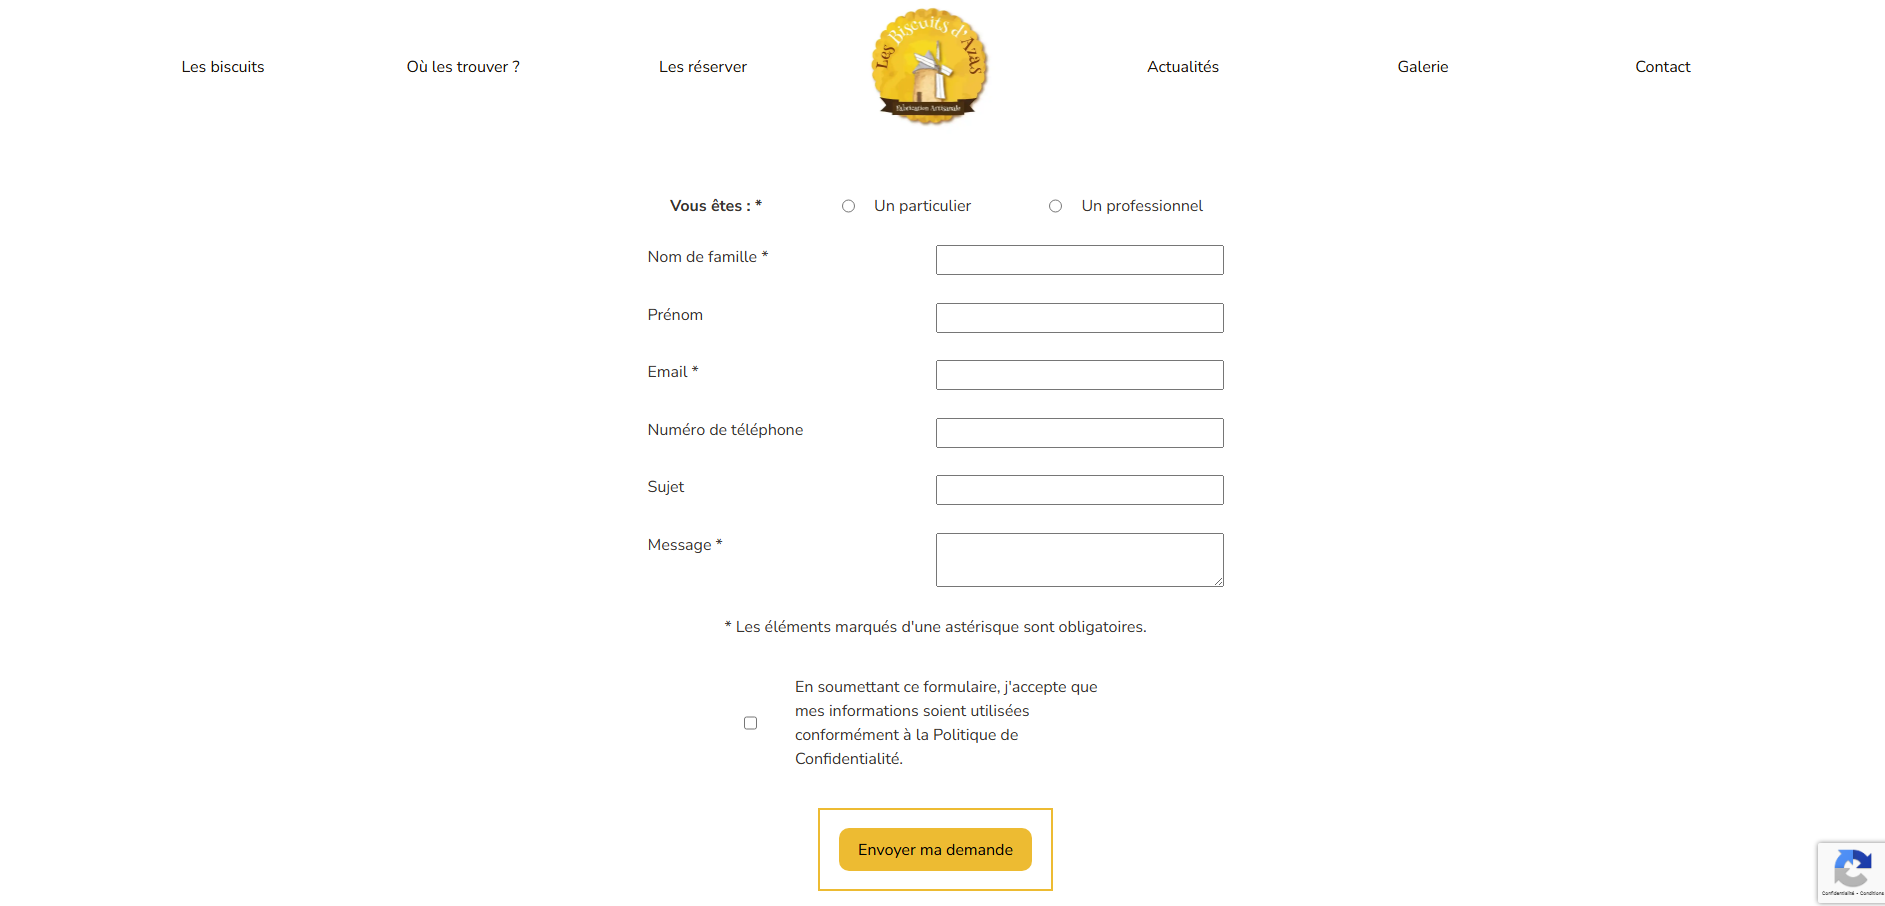 Les biscuits
Où les trouver ?
Les réserver
Les Biscuits d'Azas
Fabrication Artisanale
Actualités
Galerie
Contact
Vous êtes : *
Un particulier
Un professionnel
Nom de famille *
Prénom
Email *
Numéro de téléphone
Sujet
Message *
* Les éléments marqués d'une astérisque sont obligatoires.
En soumettant ce formulaire, j'accepte que
mes informations soient utilisées
conformément à la Politique de
Confidentialité.
Envoyer ma demande
Confidentialité - Conditions